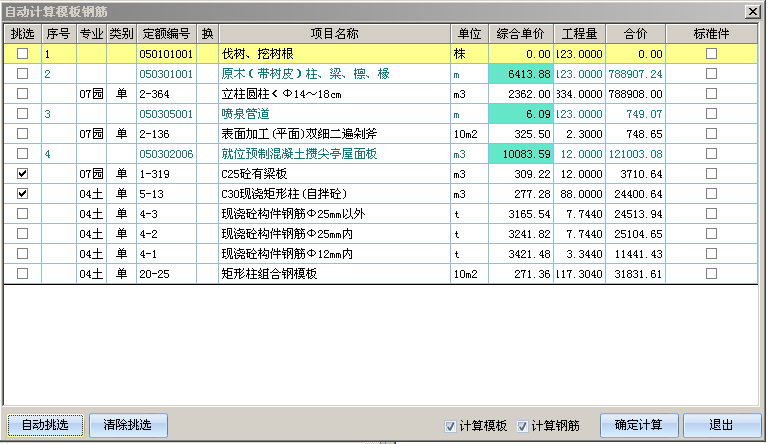 自动计算模板钢筋
挑选 序号 专业 类别 定额编号 换 项目名称 单位 综合单价 工程量 合价 标准件
1 050101001 伐树、挖树根 株 0.00 123.0000 0.00
2 050301001 原木(带树皮)柱、梁、檩、椽 m 6413.88 123.0000 788907.24
07园 单 2-364 立柱圆柱<Φ14～18cm m3 2362.00 334.0000 788908.00
3 050305001 喷泉管道 m 6.09 123.0000 749.07
07园 单 2-136 表面加工(平面)双细二遍剁斧 10m2 325.50 2.3000 748.65
4 050302006 就位预制混凝土攒尖亭屋面板 m3 10083.59 12.0000 121003.08
07园 单 1-319 C25砼有梁板 m3 309.22 12.0000 3710.64
04土 单 5-13 C30现浇矩形柱(自拌砼) m3 277.28 88.0000 24400.64
04土 单 4-3 现浇砼构件钢筋Φ25mm以外 t 3165.54 7.7440 24513.94
04土 单 4-2 现浇砼构件钢筋Φ25mm内 t 3241.82 7.7440 25104.65
04土 单 4-1 现浇砼构件钢筋Φ12mm内 t 3421.48 3.3440 11441.43
04土 单 20-25 矩形柱组合钢模板 10m2 271.36 117.3040 31831.61
自动挑选 清除挑选 计算模板 计算钢筋 确定计算 退出